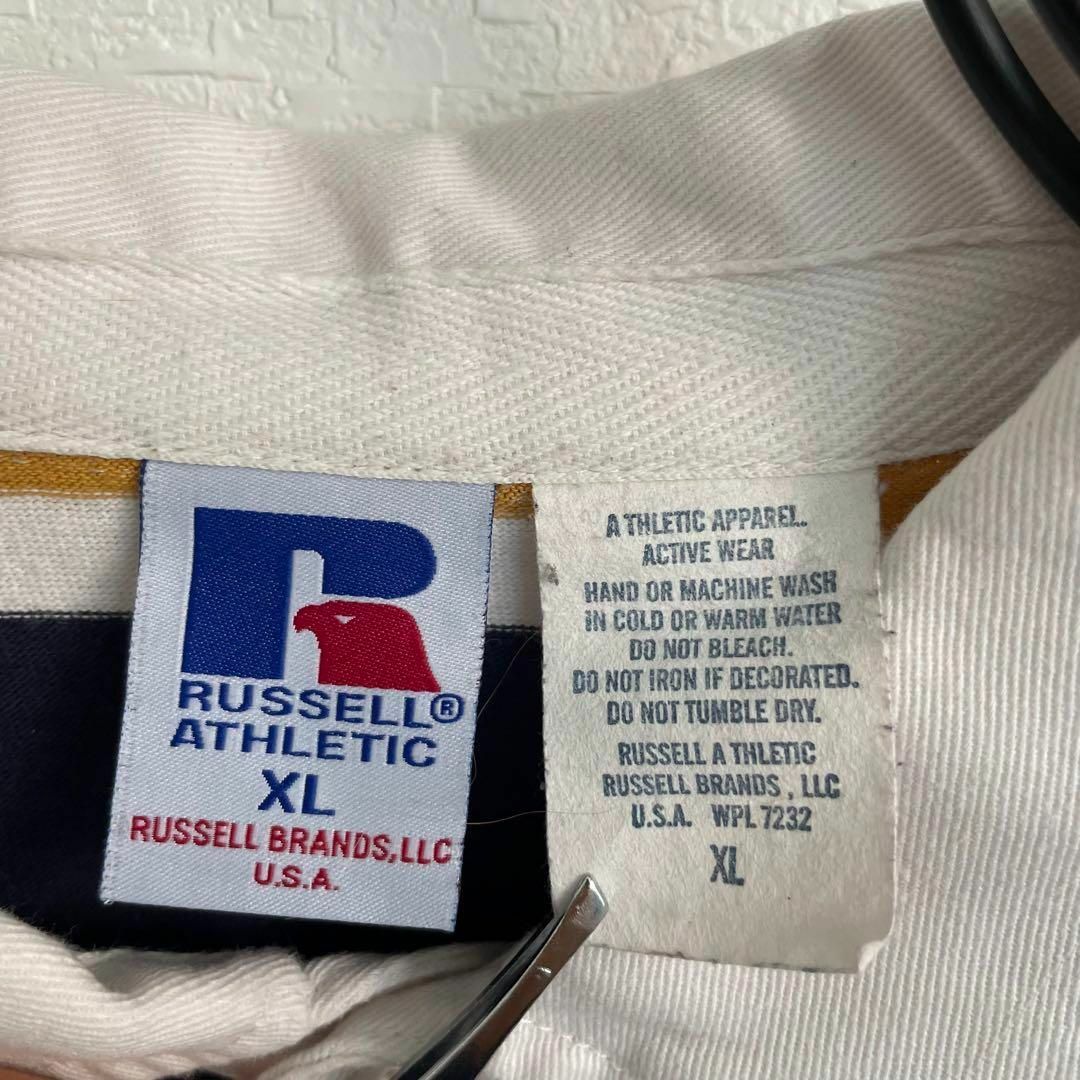 R
RUSSELL®
ATHLETIC
XL
RUSSELL BRANDS,LLC
U.S.A.
A THLETIC APPAREL.
ACTIVE WEAR
HAND OR MACHINE WASH
IN COLD OR WARM WATER
DO NOT BLEACH.
DO NOT IRON IF DECORATED.
DO NOT TUMBLE DRY.
RUSSELL A THLETIC
RUSSELL BRANDS , LLC
U.S.A. WPL 7232
XL